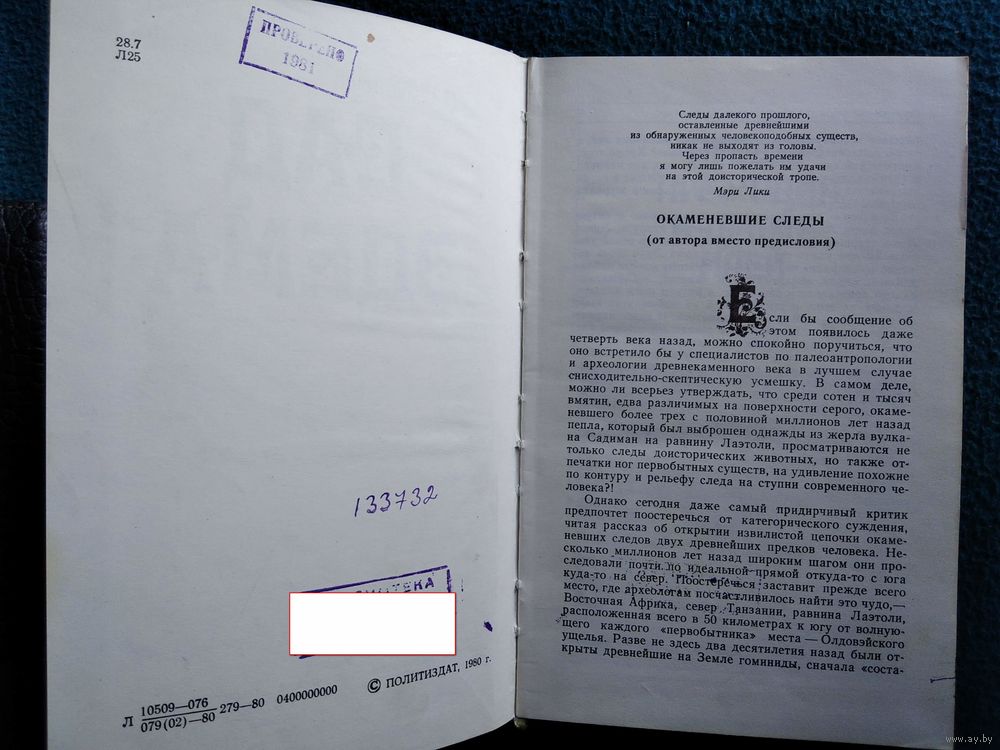 28.7
Л25
ПРОВЕРЕНО
1981
133732
Л 10509—076
079(02)—80 279—80 0400000000
© ПОЛИТИЗДАТ, 1980 г.
Следы далекого прошлого,
оставленные древнейшими
из обнаруженных человекоподобных существ,
никак не выходят из головы.
Через пропасть времени
я могу лишь пожелать им удачи
на этой доисторической тропе.
Мэри Лики
ОКАМЕНЕВШИЕ СЛЕДЫ
(от автора вместо предисловия)
Если бы сообщение об
этом появилось даже
четверть века назад, можно спокойно поручиться, что
оно встретило бы у специалистов по палеоантропологии
и археологии древнекаменного века в лучшем случае
снисходительно-скептическую усмешку. В самом деле,
можно ли всерьез утверждать, что среди сотен и тысяч
вмятин, едва различимых на поверхности серого, окаме-
невшего более трех с половиной миллионов лет назад
пепла, который был выброшен однажды из жерла вулка-
на Садиман на равнину Лаэтоли, просматриваются не
только следы доисторических животных, но также от-
печатки ног первобытных существ, на удивление похожие
по контуру и рельефу следа на ступни современного че-
ловека?!
Однако сегодня даже самый придирчивый критик
предпочтет поостеречься от категорического суждения,
читая рассказ об открытии извилистой цепочки окаме-
невших следов двух древнейших предков человека. Не-
сколько миллионов лет назад широким шагом они про-
следовали почти по идеальной прямой откуда-то с юга
куда-то на север. Поостеречься заставит прежде всего
место, где археологам посчастливилось найти это чудо,—
Восточная Африка, север Танзании, равнина Лаэтоли,
расположенная всего в 50 километрах к югу от волную-
щего каждого «первобытника» места — Олдовэйского
ущелья. Разве не здесь два десятилетия назад были от-
крыты древнейшие на Земле гоминиды, сначала «соста-
www.ay.by